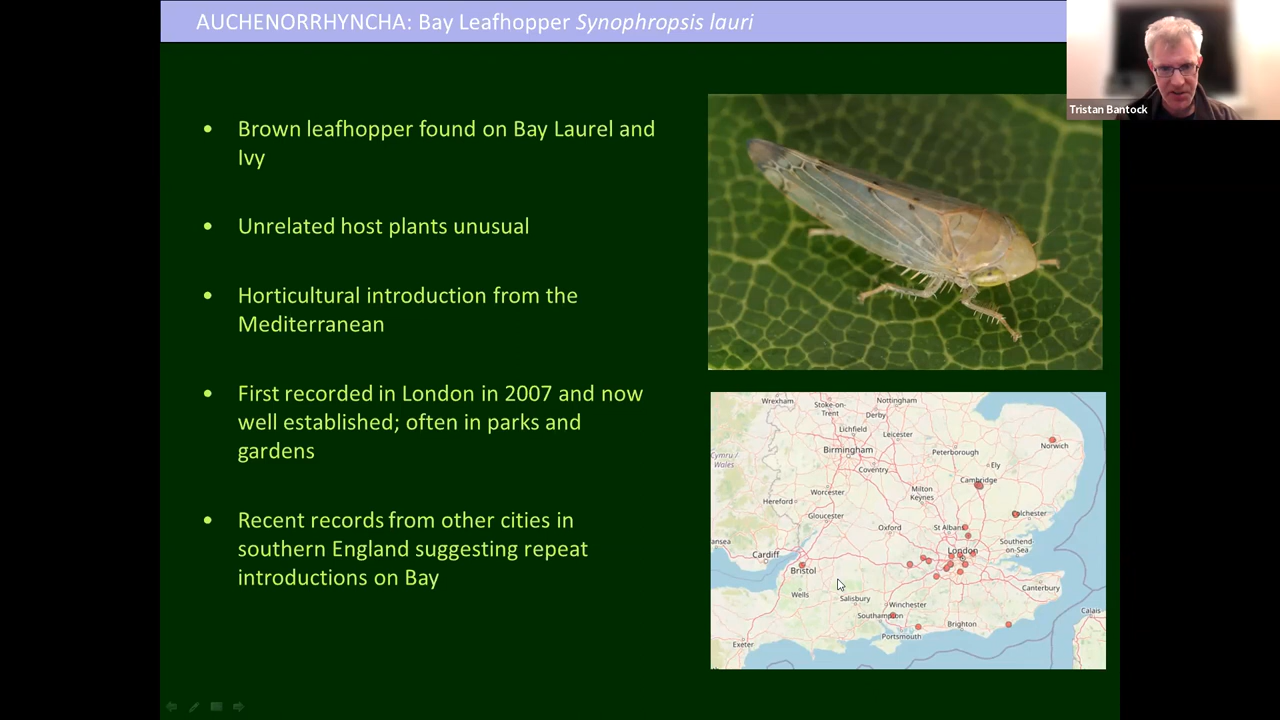 AUCHENORRHYNCHA: Bay Leafhopper Synophropsis lauri
Tristan Bantock
• Brown leafhopper found on Bay Laurel and
Ivy
• Unrelated host plants unusual
• Horticultural introduction from the
Mediterranean
• First recorded in London in 2007 and now
well established; often in parks and
gardens
• Recent records from other cities in
southern England suggesting repeat
introductions on Bay
Wrexham
Stoke-on-
Trent
Nottingham
Derby
Lichfield
Leicester
Norwich
Birmingham
Peterborough
Cymru /
Wales
Coventry
Ely
Cambridge
Worcester
Milton
Keynes
Hereford
Gloucester
Colchester
Oxford
St Albans
ansea
Cardiff
London
Southend-
on-Sea
Bristol
Wells
Salisbury
Winchester
Canterbury
Southampton
Calais
Portsmouth
Brighton
Exeter